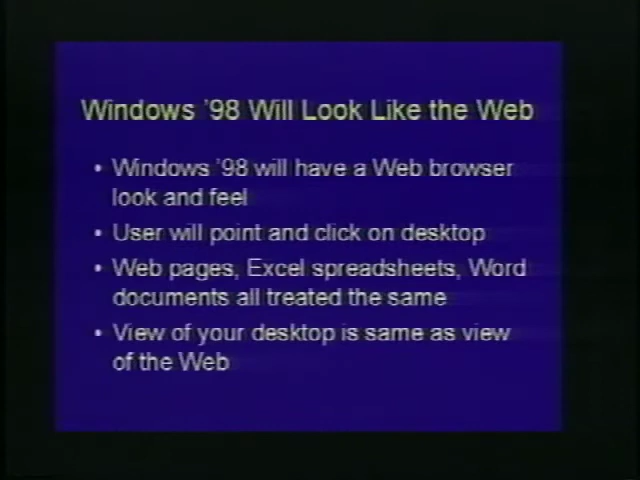 Windows '98 Will Look Like the Web
• Windows '98 will have a Web browser
look and feel
• User will point and click on desktop
• Web pages, Excel spreadsheets, Word
documents all treated the same
• View of your desktop is same as view
of the Web